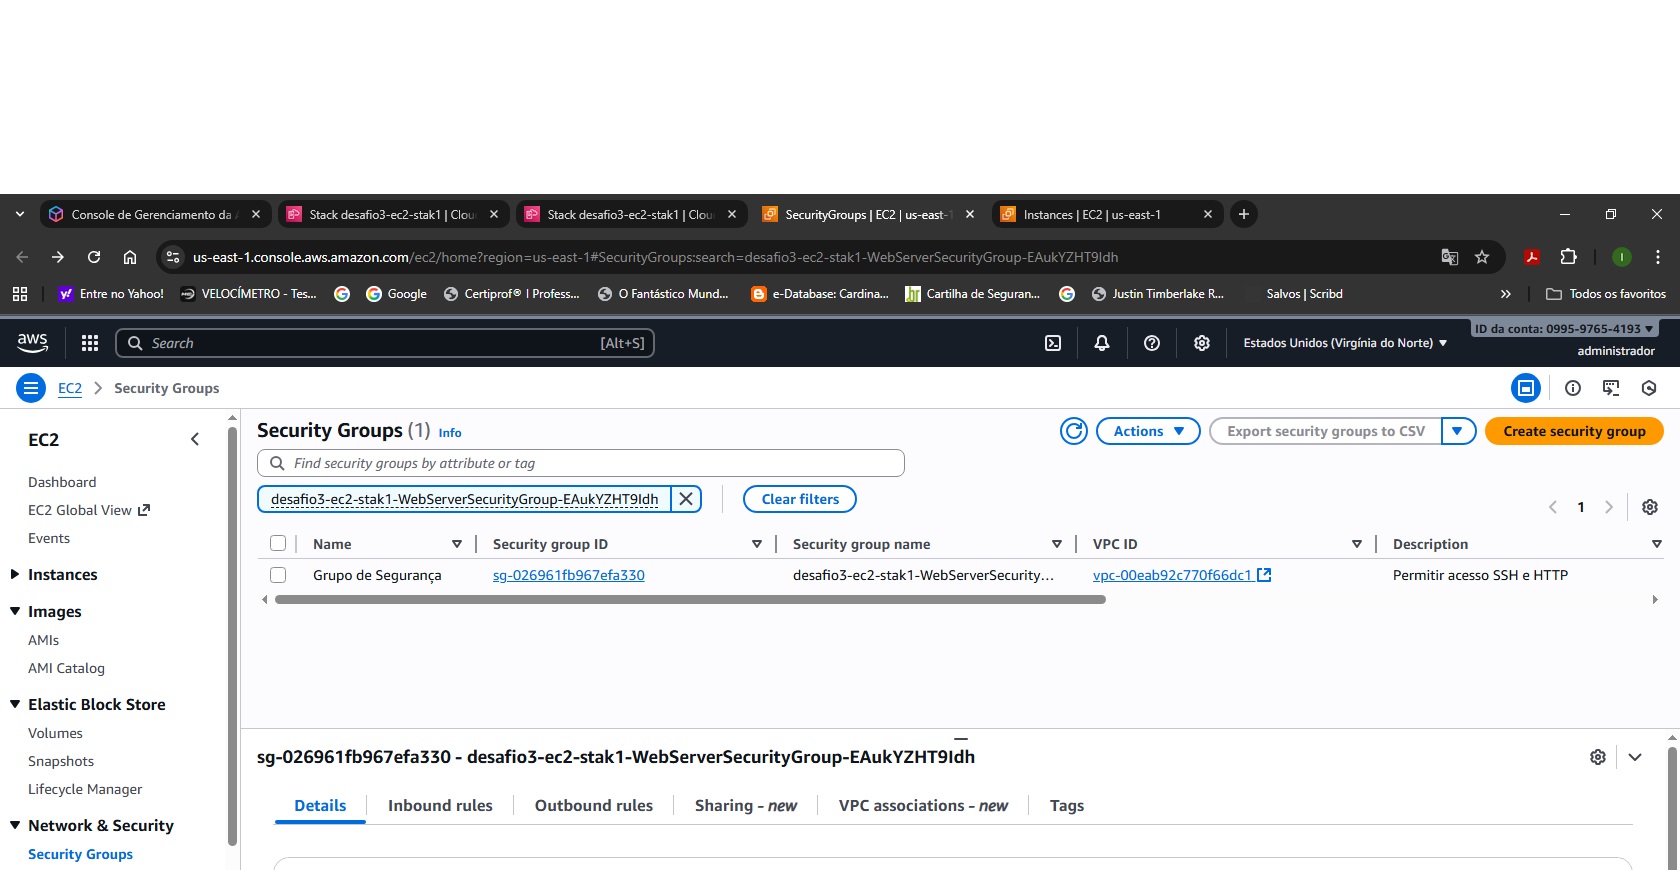 Console de Gerenciamento da A
Stack desafio3-ec2-stak1 | Clou
Stack desafio3-ec2-stak1 | Clou
SecurityGroups | EC2 | us-east-1
Instances | EC2 | us-east-1
us-east-1.console.aws.amazon.com/ec2/home?region=us-east-1#SecurityGroups:search=desafio3-ec2-stak1-WebServerSecurityGroup-EAukYZHT9Idh
I
Entre no Yahoo!
VELOCÍMETRO - Tes...
Google
Certiprof® I Profess...
O Fantástico Mund...
e-Database: Cardina...
Cartilha de Seguran...
Justin Timberlake R...
Salvos | Scribd
Todos os favoritos
aws
Search
[Alt+S]
Estados Unidos (Virgínia do Norte)
ID da conta: 0995-9765-4193
administrador
EC2
Security Groups
EC2
Dashboard
EC2 Global View
Events
Instances
Images
AMIs
AMI Catalog
Elastic Block Store
Volumes
Snapshots
Lifecycle Manager
Network & Security
Security Groups
Security Groups (1) Info
Actions
Export security groups to CSV
Create security group
Find security groups by attribute or tag
desafio3-ec2-stak1-WebServerSecurityGroup-EAukYZHT9Idh
Clear filters
1
Name
Security group ID
Security group name
VPC ID
Description
Grupo de Segurança
sg-026961fb967efa330
desafio3-ec2-stak1-WebServerSecurity...
vpc-00eab92c770f66dc1
Permitir acesso SSH e HTTP
sg-026961fb967efa330 - desafio3-ec2-stak1-WebServerSecurityGroup-EAukYZHT9Idh
Details
Inbound rules
Outbound rules
Sharing - new
VPC associations - new
Tags